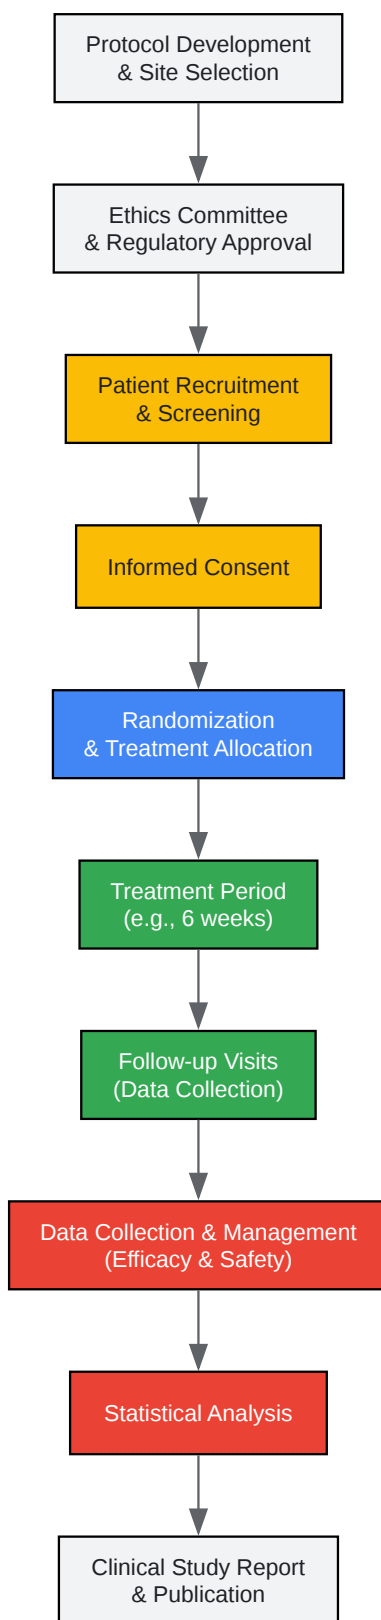 Protocol Development
& Site Selection
Ethics Committee
& Regulatory Approval
Patient Recruitment
& Screening
Informed Consent
Randomization
& Treatment Allocation
Treatment Period
(e.g., 6 weeks)
Follow-up Visits
(Data Collection)
Data Collection & Management
(Efficacy & Safety)
Statistical Analysis
Clinical Study Report
& Publication